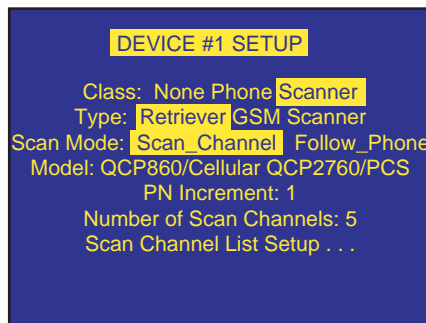 DEVICE #1 SETUP
Class: None Phone Scanner
Type: Retriever GSM Scanner
Scan Mode: Scan_Channel Follow_Phone
Model: QCP860/Cellular QCP2760/PCS
PN Increment: 1
Number of Scan Channels: 5
Scan Channel List Setup . . .